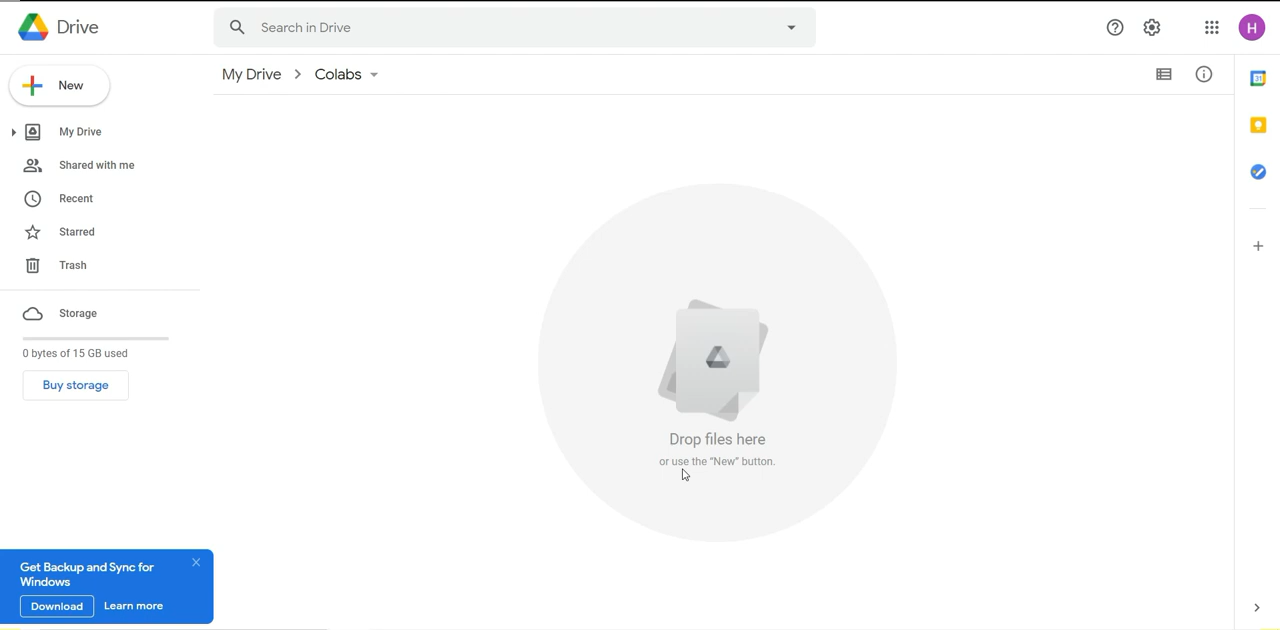 Drive
Search in Drive
H
New
My Drive
Colabs
31
My Drive
Shared with me
Recent
Starred
Trash
Storage
0 bytes of 15 GB used
Buy storage
Drop files here
or use the “New” button.
Get Backup and Sync for
Windows
Download
Learn more